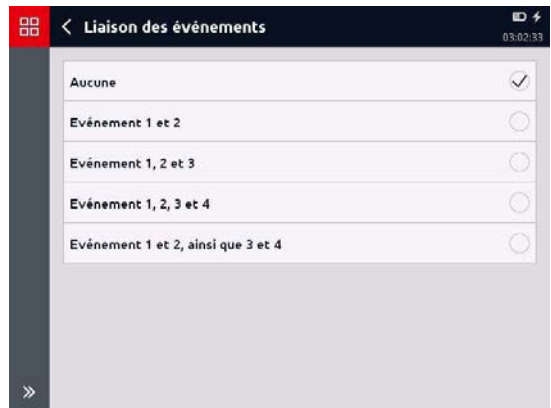 Liaison des événements
03:02:33
Aucune
Evénement 1 et 2
Evénement 1, 2 et 3
Evénement 1, 2, 3 et 4
Evénement 1 et 2, ainsi que 3 et 4